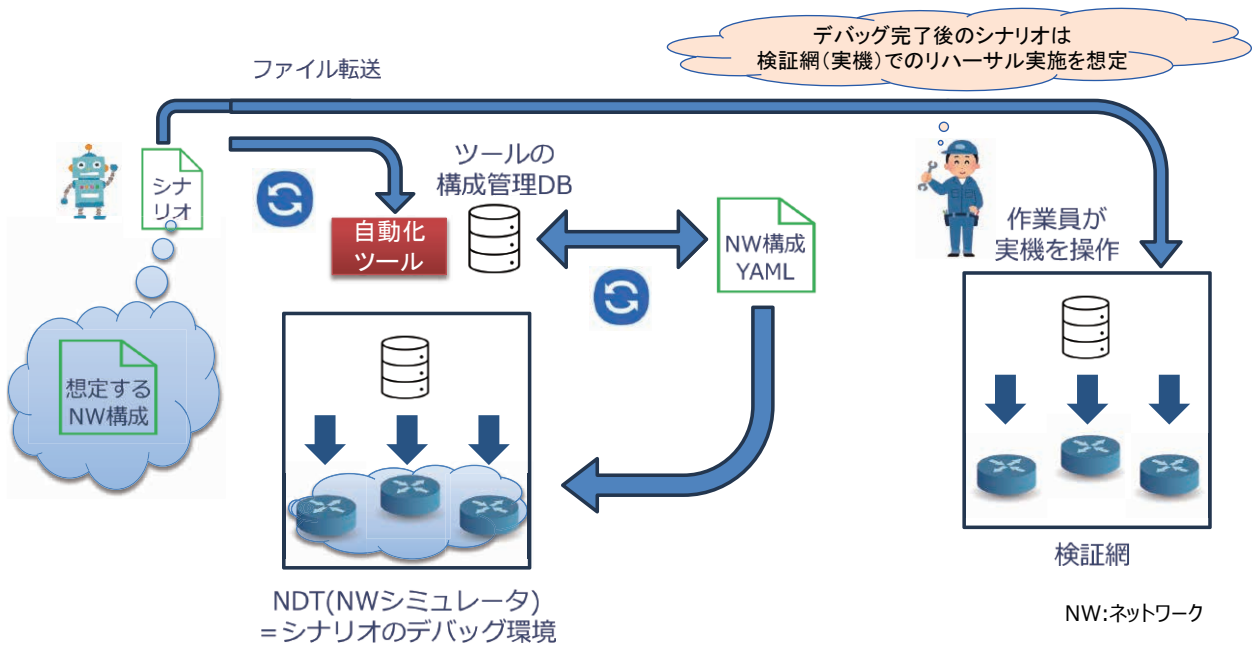 デバッグ完了後のシナリオは
検証網(実機)でのリハーサル実施を想定
ファイル転送
シナ
リオ
ツールの
構成管理DB
自動化
ツール
NW構成
YAML
作業員が
実機を操作
想定する
NW構成
検証網
NDT(NWシミュレータ)
=シナリオのデバッグ環境
NW:ネットワーク